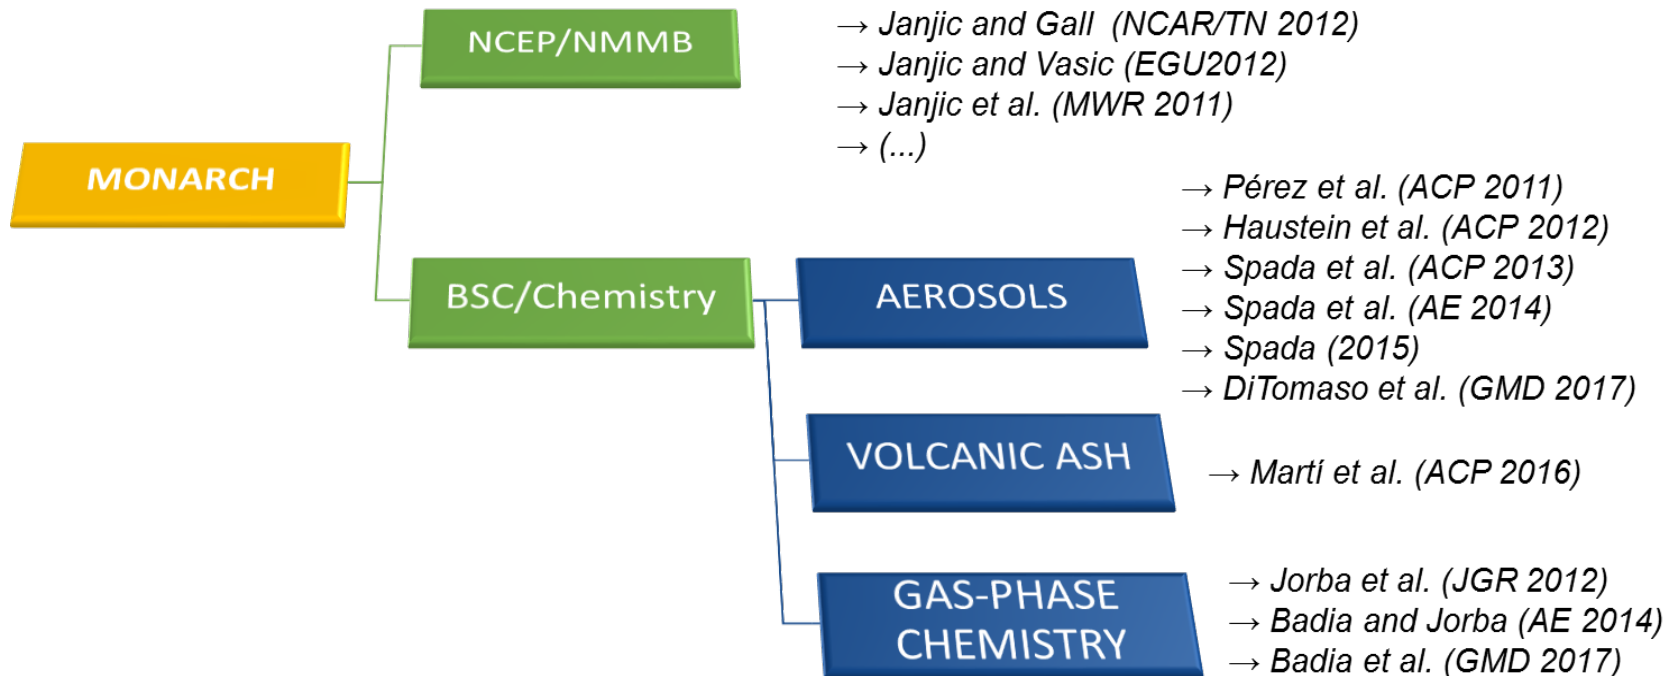 NCEP/NMMB
→ Janjic and Gall (NCAR/TN 2012)
→ Janjic and Vasic (EGU2012)
→ Janjic et al. (MWR 2011)
→ (...)
MONARCH
BSC/Chemistry
AEROSOLS
→ Pérez et al. (ACP 2011)
→ Haustein et al. (ACP 2012)
→ Spada et al. (ACP 2013)
→ Spada et al. (AE 2014)
→ Spada (2015)
→ DiTomaso et al. (GMD 2017)
VOLCANIC ASH
→ Martí et al. (ACP 2016)
GAS-PHASE
CHEMISTRY
→ Jorba et al. (JGR 2012)
→ Badia and Jorba (AE 2014)
→ Badia et al. (GMD 2017)